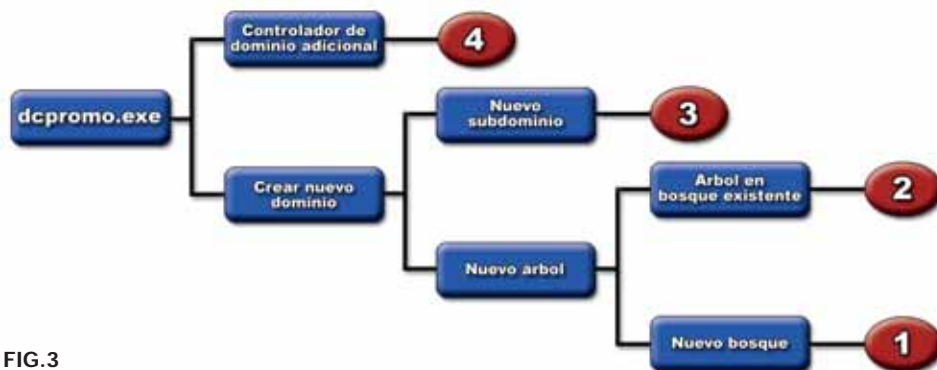 Controlador de
dominio adicional
4
dcpromo.exe
Nuevo
subdominio
3
Crear nuevo
dominio
Arbol en
bosque existente
2
Nuevo arbol
Nuevo bosque
1
FIG.3